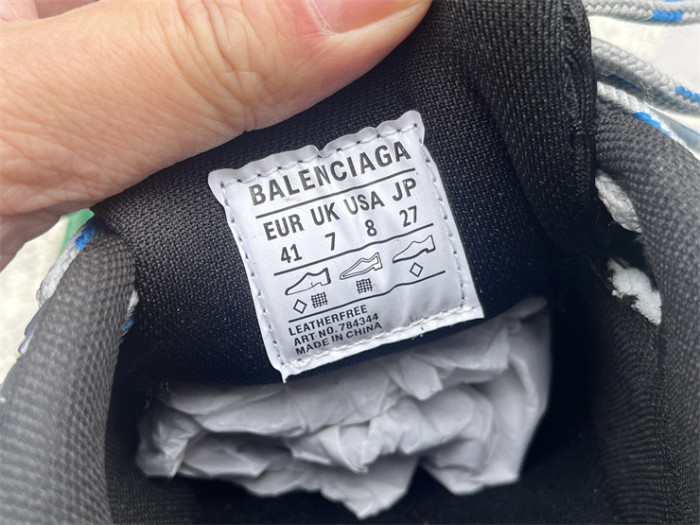 BALENCIAGA
EUR UK USA JP
41 7 8 27
LEATHERFREE
ART NO. 784344
MADE IN CHINA